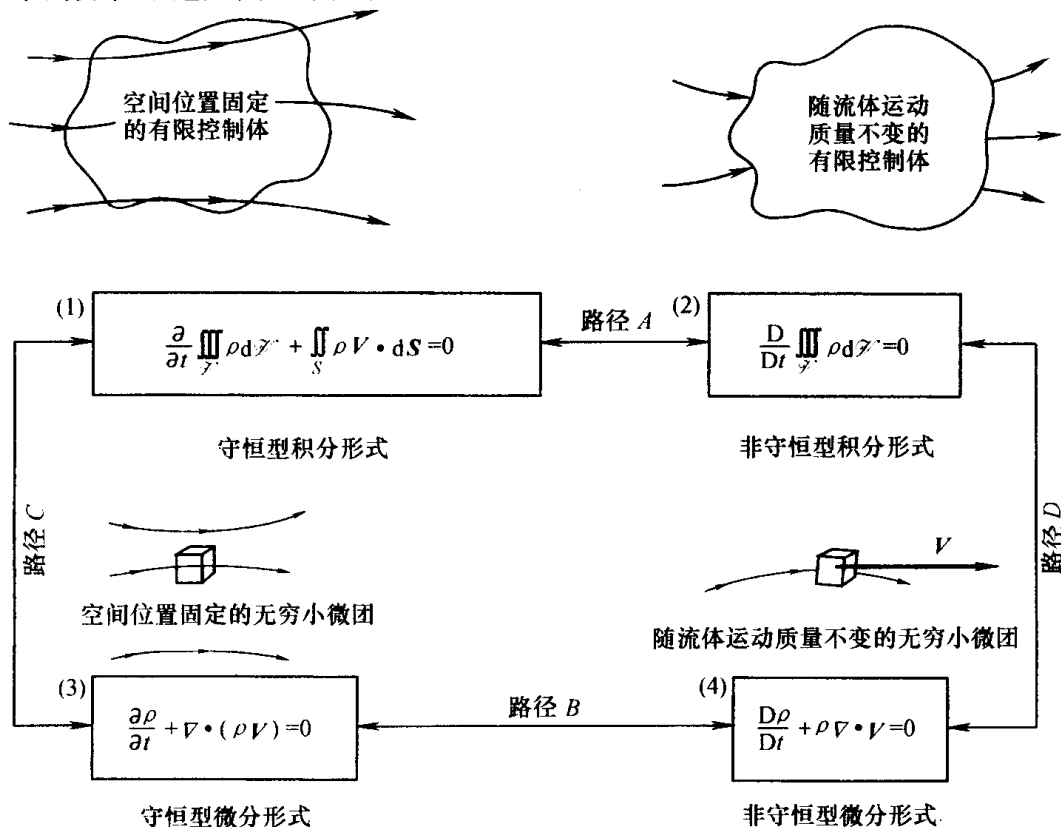 空间位置固定
的有限控制体
随流体运动
质量不变的
有限控制体
(1)
∂/∂t ∭_𝒱 ρd𝒱 + ∬_S ρV•dS=0
路径 A
(2)
D/Dt ∭_𝒱 ρd𝒱=0
守恒型积分形式
非守恒型积分形式
路径 C
路径 D
V
空间位置固定的无穷小微团
随流体运动质量不变的无穷小微团
(3)
∂ρ/∂t +∇•(ρV)=0
路径 B
(4)
Dρ/Dt +ρ∇•V=0
守恒型微分形式
非守恒型微分形式